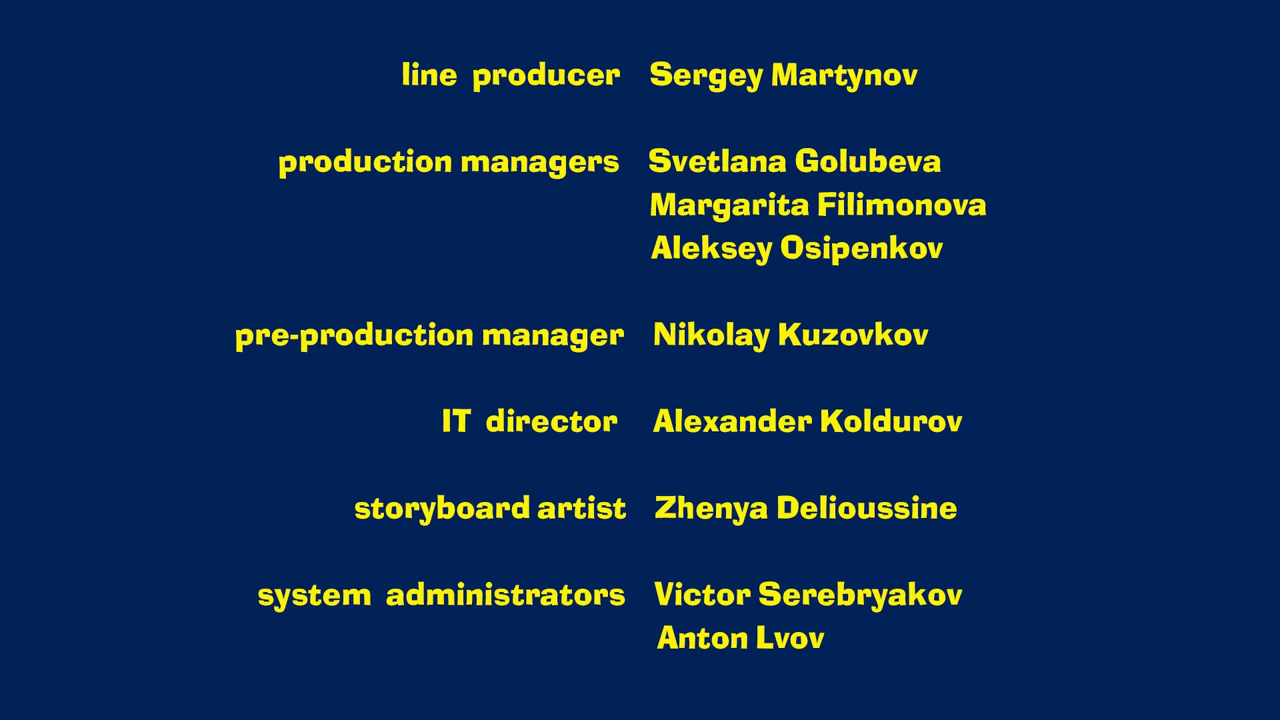 line producer Sergey Martynov
production managers Svetlana Golubeva
Margarita Filimonova
Aleksey Osipenkov
pre-production manager Nikolay Kuzovkov
IT director Alexander Koldurov
storyboard artist Zhenya Delioussine
system administrators Victor Serebryakov
Anton Lvov